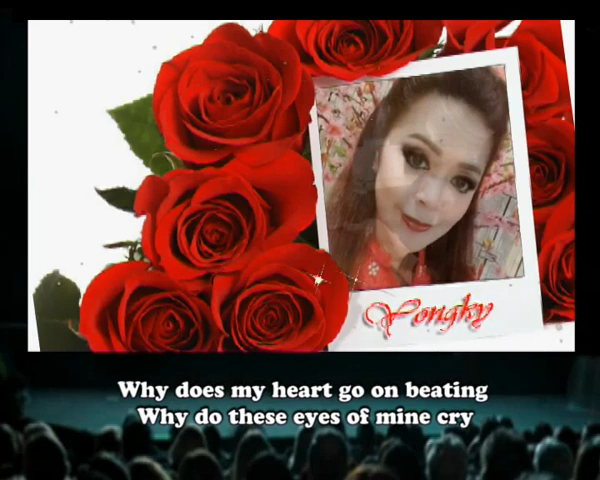 Yongky
Why does my heart go on beating
Why do these eyes of mine cry